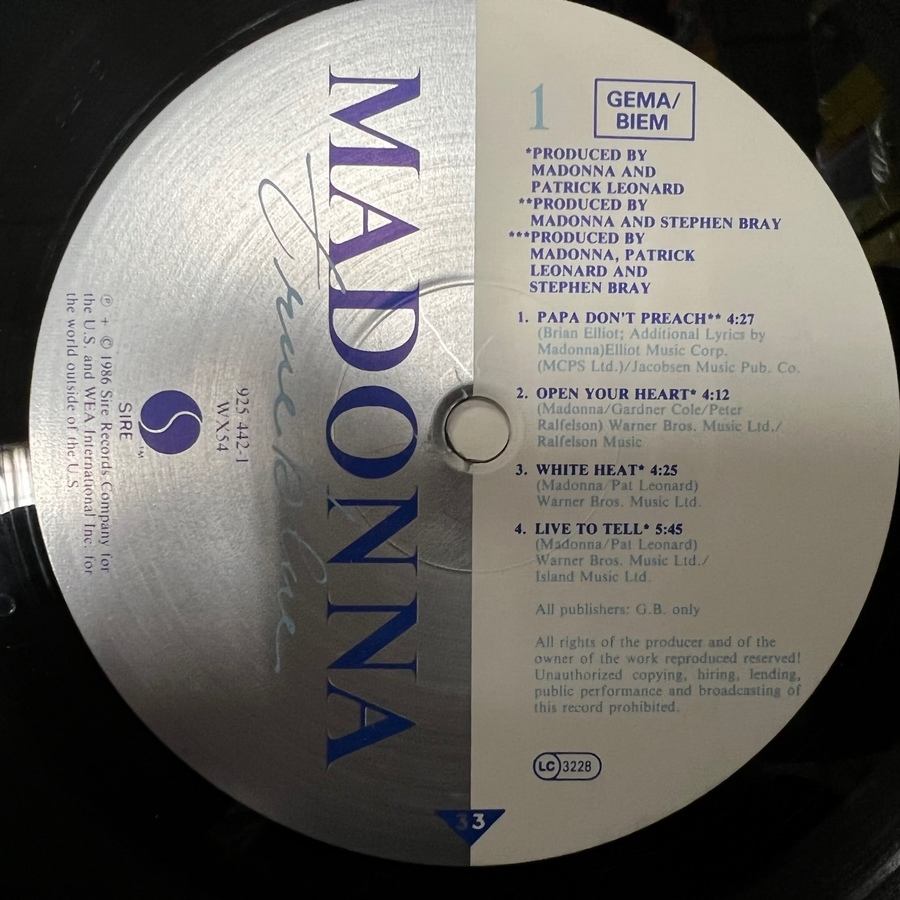 MADONNA
True Blue
925 442-1
WX54
SIRE
TM
℗ + © 1986 Sire Records Company for
the U.S. and WEA International Inc. for
the world outside of the U.S.
1
GEMA/
BIEM
*PRODUCED BY
MADONNA AND
PATRICK LEONARD
**PRODUCED BY
MADONNA AND STEPHEN BRAY
***PRODUCED BY
MADONNA, PATRICK
LEONARD AND
STEPHEN BRAY
1. PAPA DON'T PREACH** 4:27
(Brian Elliot; Additional Lyrics by
Madonna)Elliot Music Corp.
(MCPS Ltd.)/Jacobsen Music Pub. Co.
2. OPEN YOUR HEART* 4:12
(Madonna/Gardner Cole/Peter
Ralfelson) Warner Bros. Music Ltd./
Ralfelson Music
3. WHITE HEAT* 4:25
(Madonna/Pat Leonard)
Warner Bros. Music Ltd.
4. LIVE TO TELL* 5:45
(Madonna/Pat Leonard)
Warner Bros. Music Ltd./
Island Music Ltd.
All publishers: G.B. only
All rights of the producer and of the
owner of the work reproduced reserved!
Unauthorized copying, hiring, lending,
public performance and broadcasting of
this record prohibited.
LC 3228
33